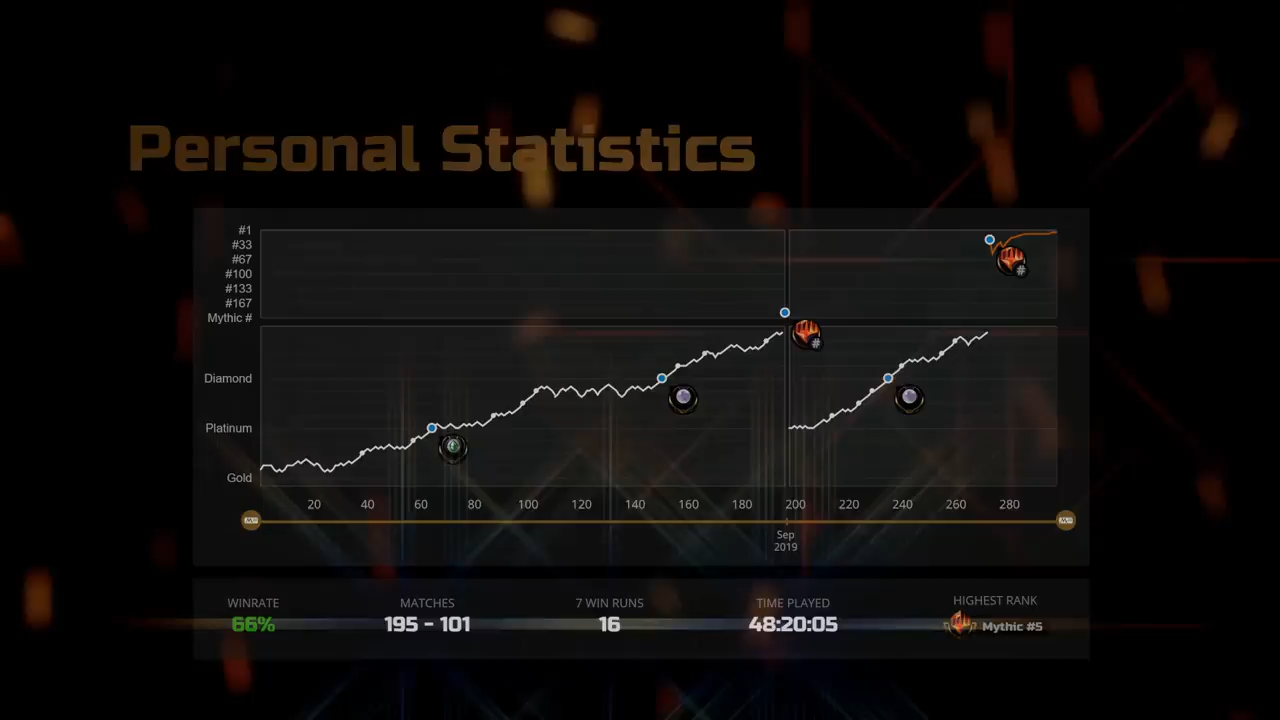 Personal Statistics
#1
#33
#67
#100
#133
#167
Mythic #
Diamond
Platinum
Gold
#
#
20 40 60 80 100 120 140 160 180 200 220 240 260 280
Sep
2019
WINRATE MATCHES 7 WIN RUNS TIME PLAYED HIGHEST RANK
66% 195 - 101 16 48:20:05 Mythic #5